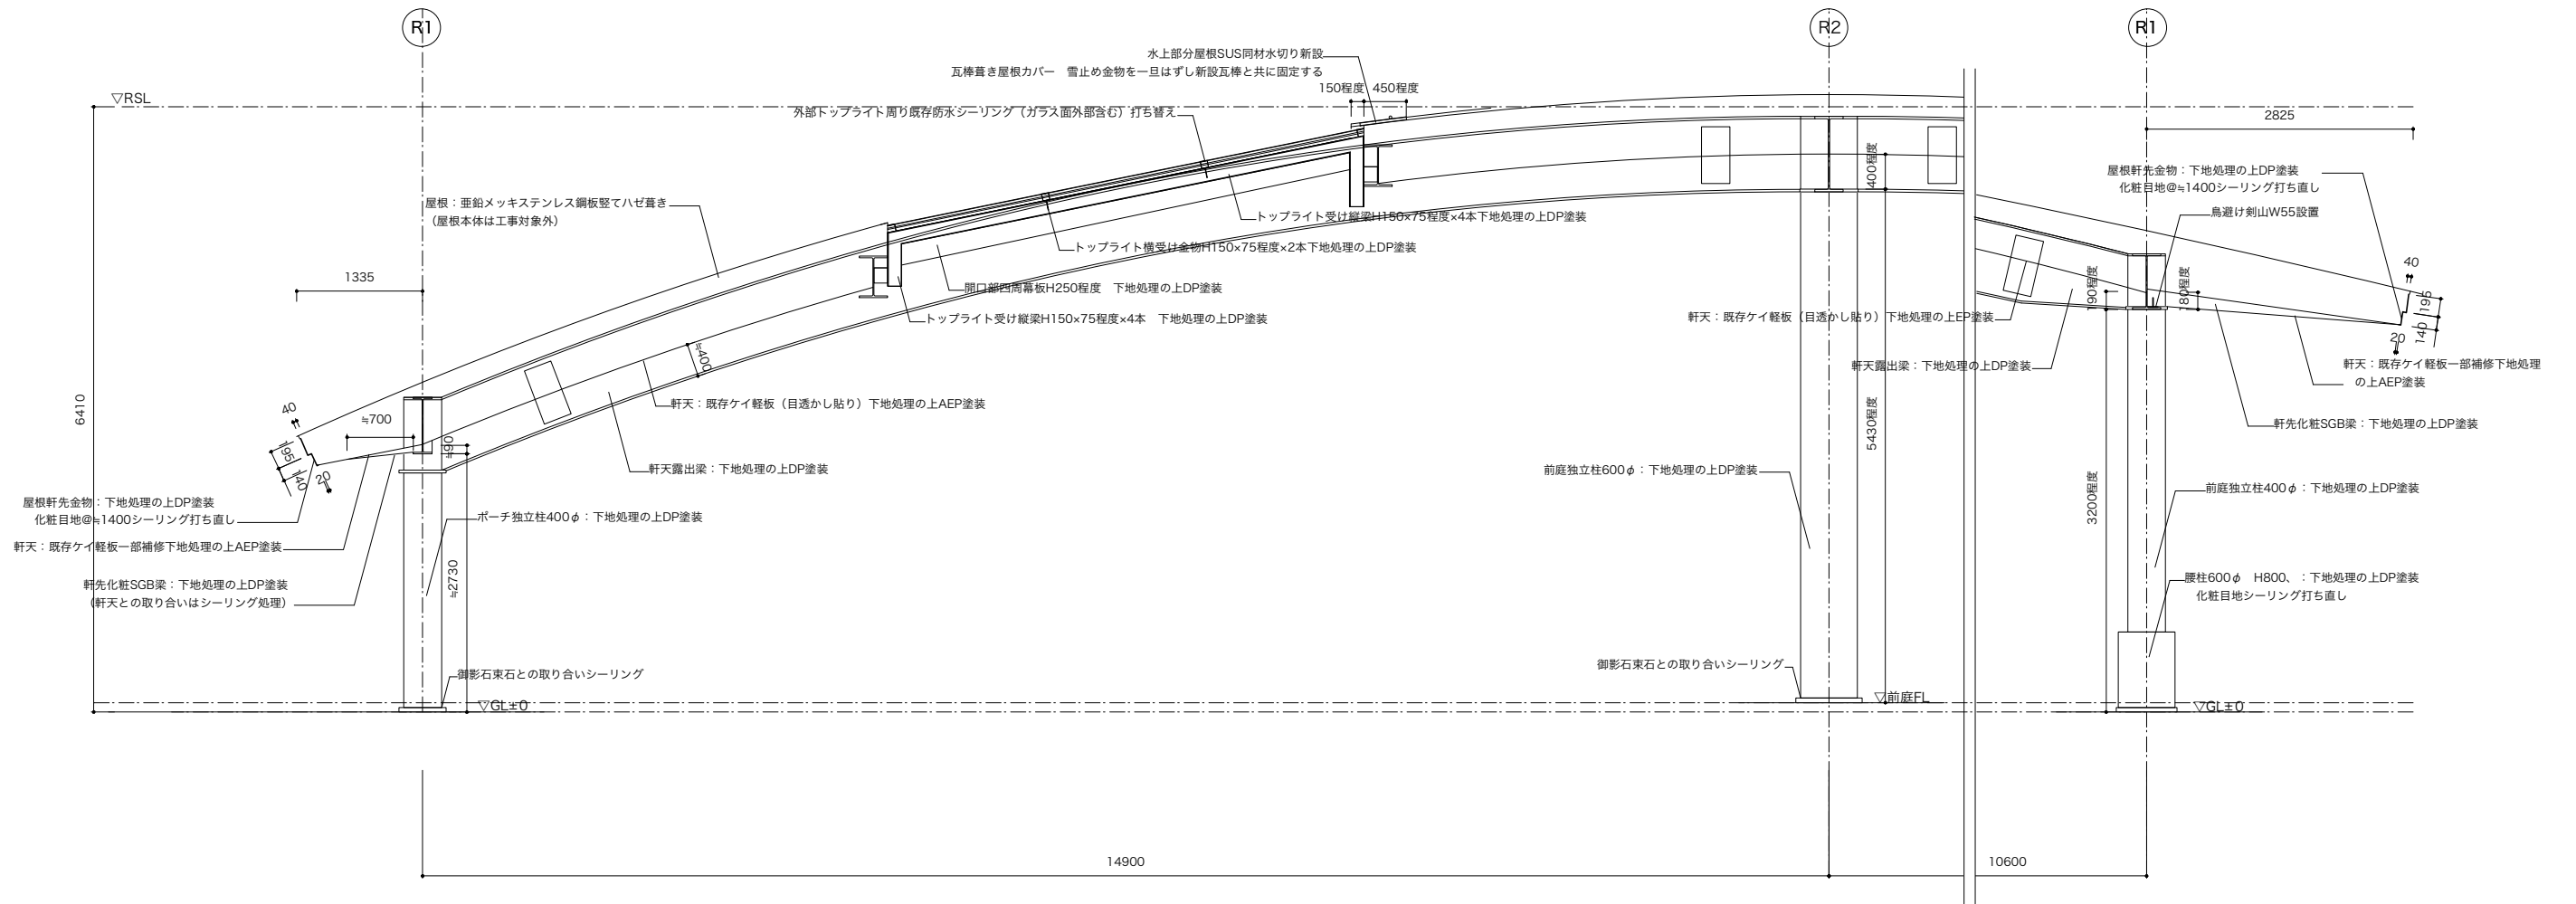 R1
R2
R1
水上部分屋根SUS同材水切り新設
瓦棒葺き屋根カバー　雪止め金物を一旦はずし新設瓦棒と共に固定する
150程度
450程度
▽RSL
外部トップライト周り既存防水シーリング（ガラス面外部含む）打ち替え
2825
400程度
屋根軒先金物：下地処理の上DP塗装
化粧目地@≒1400シーリング打ち直し
鳥避け剣山W55設置
屋根：亜鉛メッキステンレス鋼板竪てハゼ葺き
（屋根本体は工事対象外）
トップライト受け縦梁H150×75程度×4本下地処理の上DP塗装
トップライト横受け金物H150×75程度×2本下地処理の上DP塗装
1335
開口部四周幕板H250程度　下地処理の上DP塗装
トップライト受け縦梁H150×75程度×4本　下地処理の上DP塗装
40
190程度
180程度
195
140
20
軒天：既存ケイ軽板（目透かし貼り）下地処理の上EP塗装
軒天露出梁：下地処理の上DP塗装
軒天：既存ケイ軽板一部補修下地処理
の上AEP塗装
≒400
軒天：既存ケイ軽板（目透かし貼り）下地処理の上AEP塗装
6410
40
≒700
≒90
195
140
20
5430程度
軒先化粧SGB梁：下地処理の上DP塗装
軒天露出梁：下地処理の上DP塗装
前庭独立柱600φ：下地処理の上DP塗装
3200程度
前庭独立柱400φ：下地処理の上DP塗装
屋根軒先金物：下地処理の上DP塗装
化粧目地@≒1400シーリング打ち直し
ポーチ独立柱400φ：下地処理の上DP塗装
軒天：既存ケイ軽板一部補修下地処理の上AEP塗装
≒2730
軒先化粧SGB梁：下地処理の上DP塗装
（軒天との取り合いはシーリング処理）
腰柱600φ　H800、：下地処理の上DP塗装
化粧目地シーリング打ち直し
御影石束石との取り合いシーリング
御影石束石との取り合いシーリング
▽GL±0
▽前庭FL
▽GL±0
14900
10600